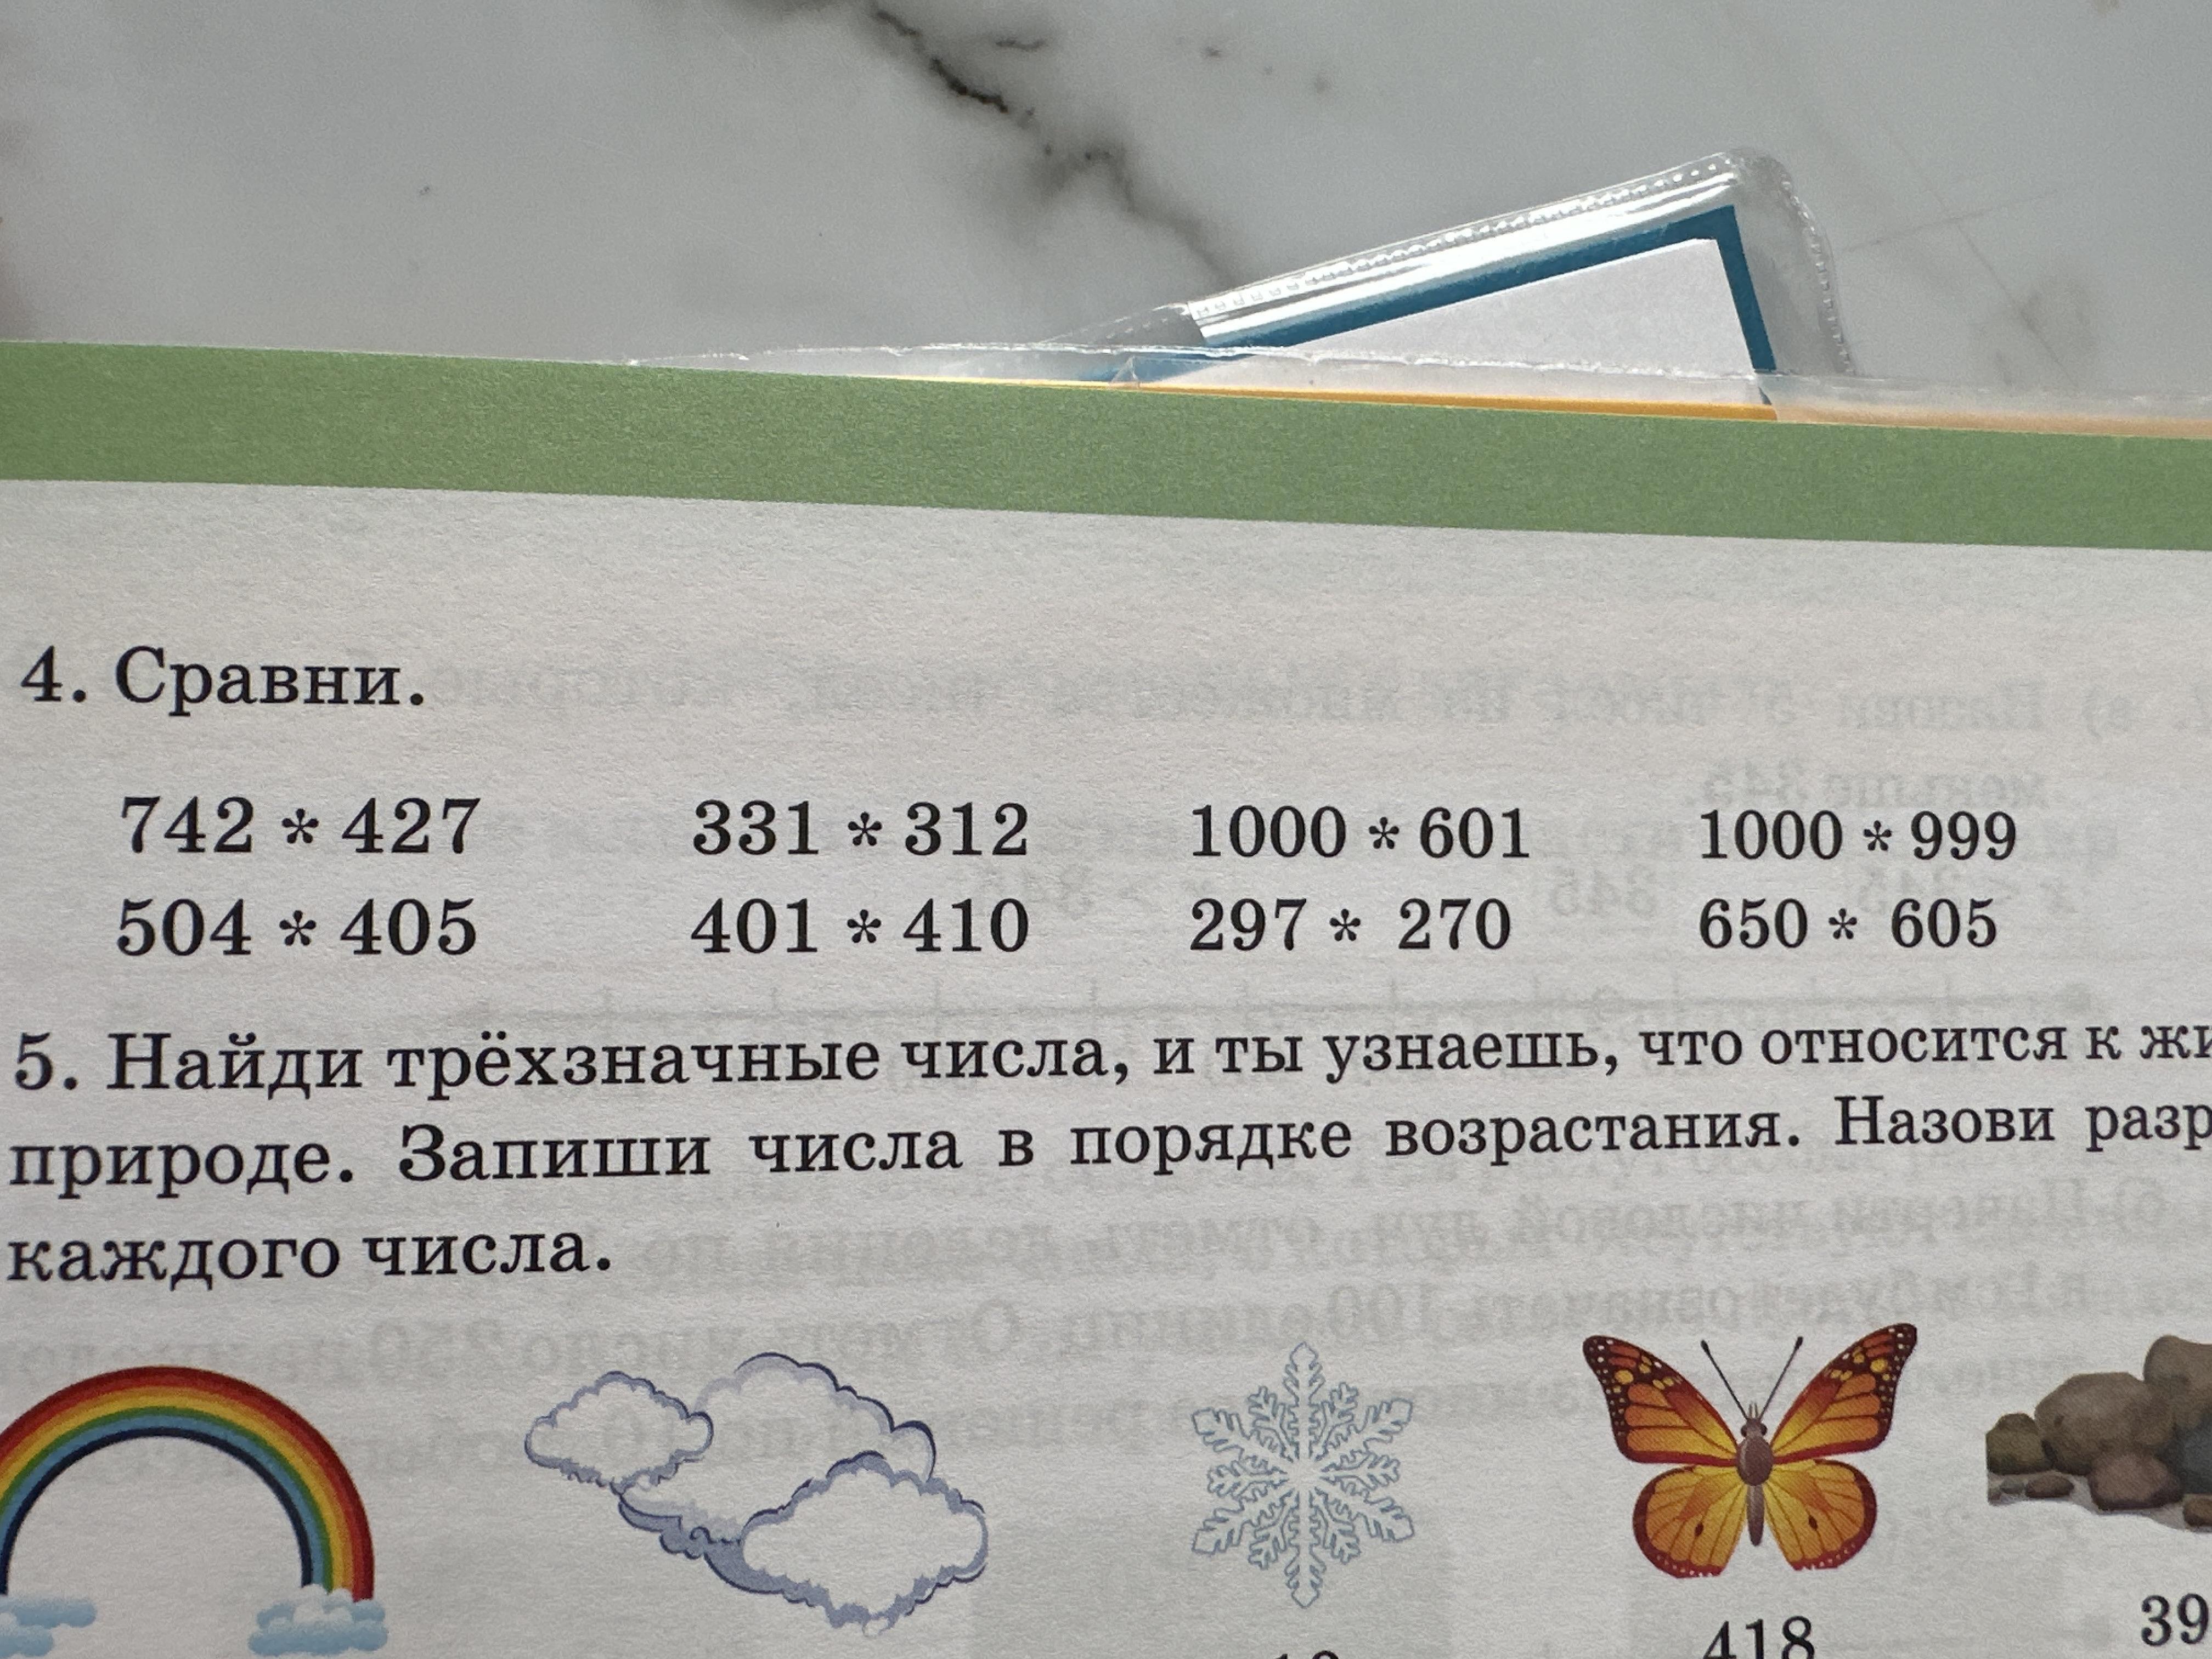 4. Сравни.
742 * 427 331 * 312 1000 * 601 1000 * 999
504 * 405 401 * 410 297 * 270 650 * 605
5. Найди трёхзначные числа, и ты узнаешь, что относится к
природе. Запиши числа в порядке возрастания. Назови
каждого числа.
418